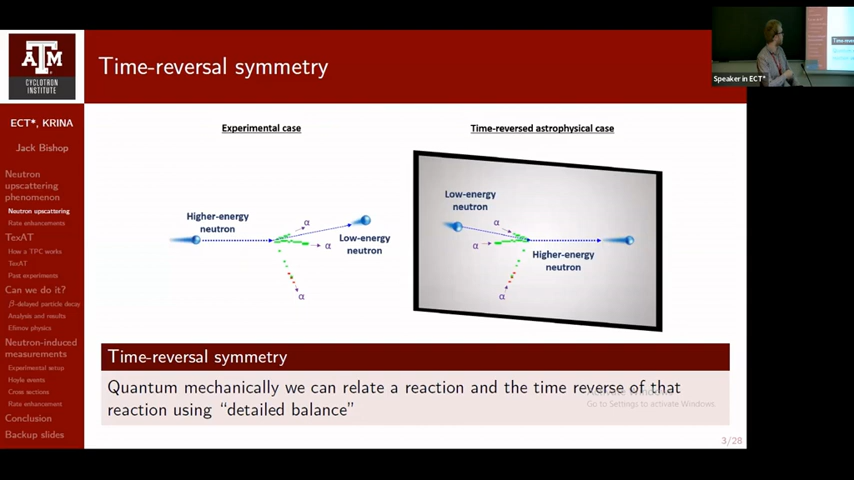 ATM
CYCLOTRON
INSTITUTE
ECT*, KRINA
Jack Bishop
Neutron
upscattering
phenomenon
Neutron upscattering
Rate enhancements
TexAT
How a TPC works
TexAT
Past experiments
Can we do it?
β-delayed particle decay
Analysis and results
Efimov physics
Neutron-induced
measurements
Experimental setup
Hoyle events
Cross sections
Rate enhancement
Conclusion
Backup slides
Time-reversal symmetry
Experimental case
Higher-energy
neutron
α
α
α
Low-energy
neutron
Time-reversed astrophysical case
Low-energy
neutron
α
α
α
Higher-energy
neutron
Time-reversal symmetry
Quantum mechanically we can relate a reaction and the time reverse of that
reaction using “detailed balance”
Go to Settings to activate Windows.
3/28
Speaker in ECT*